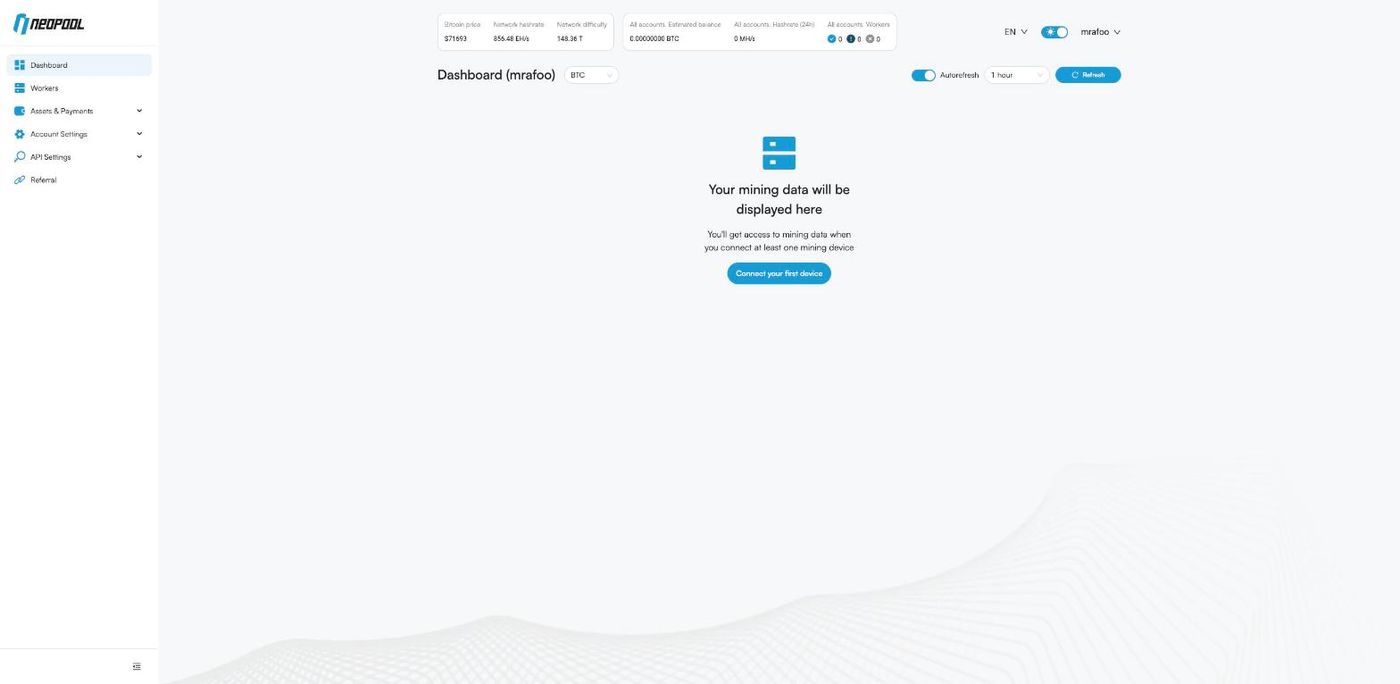 NEOPOOL
Dashboard
Workers
Assets & Payments
Account Settings
API Settings
Referral
Bitcoin price Network hashrate Network difficulty
$71693 856.48 EH/s 148.36 T
All accounts. Estimated balance All accounts. Hashrate (24h) All accounts. Workers
0.00000000 BTC 0 MH/s 0 0 0
EN mrafoo
Dashboard (mrafoo) BTC
Autorefresh 1 hour Refresh
Your mining data will be
displayed here
You'll get access to mining data when
you connect at least one mining device
Connect your first device